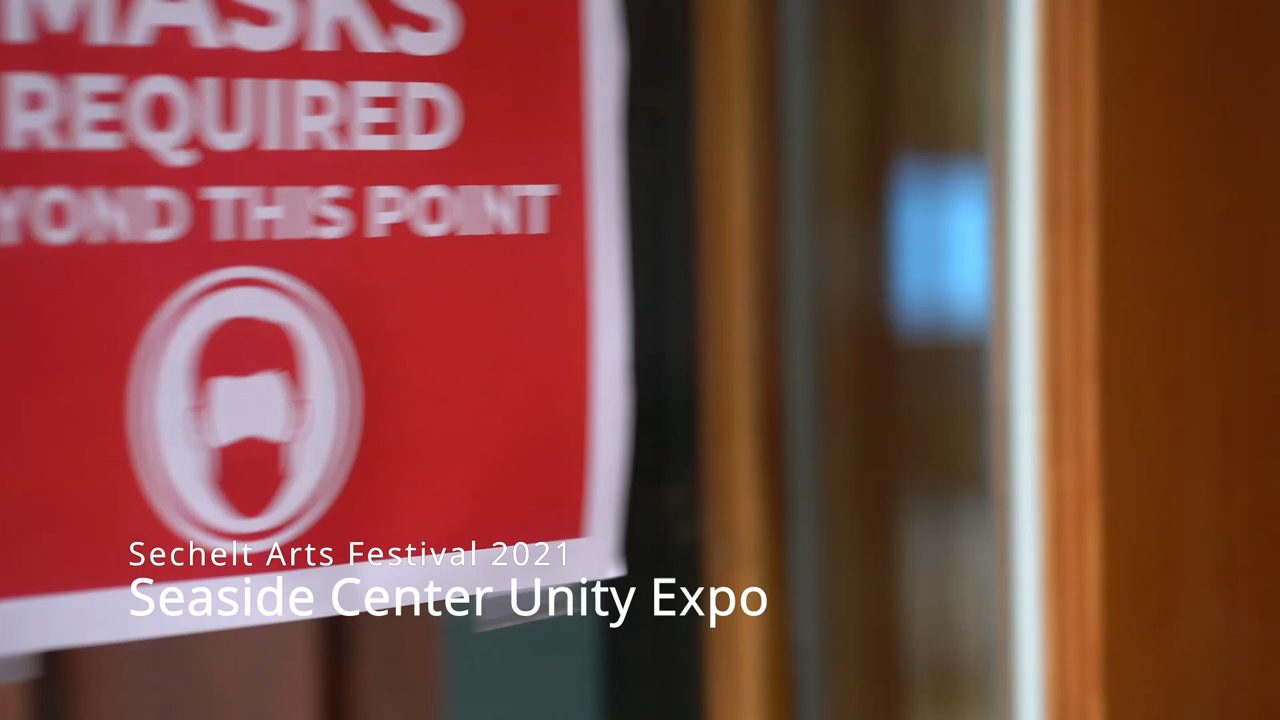 MASKS
REQUIRED
YOND THIS POINT
Sechelt Arts Festival 2021
Seaside Center Unity Expo